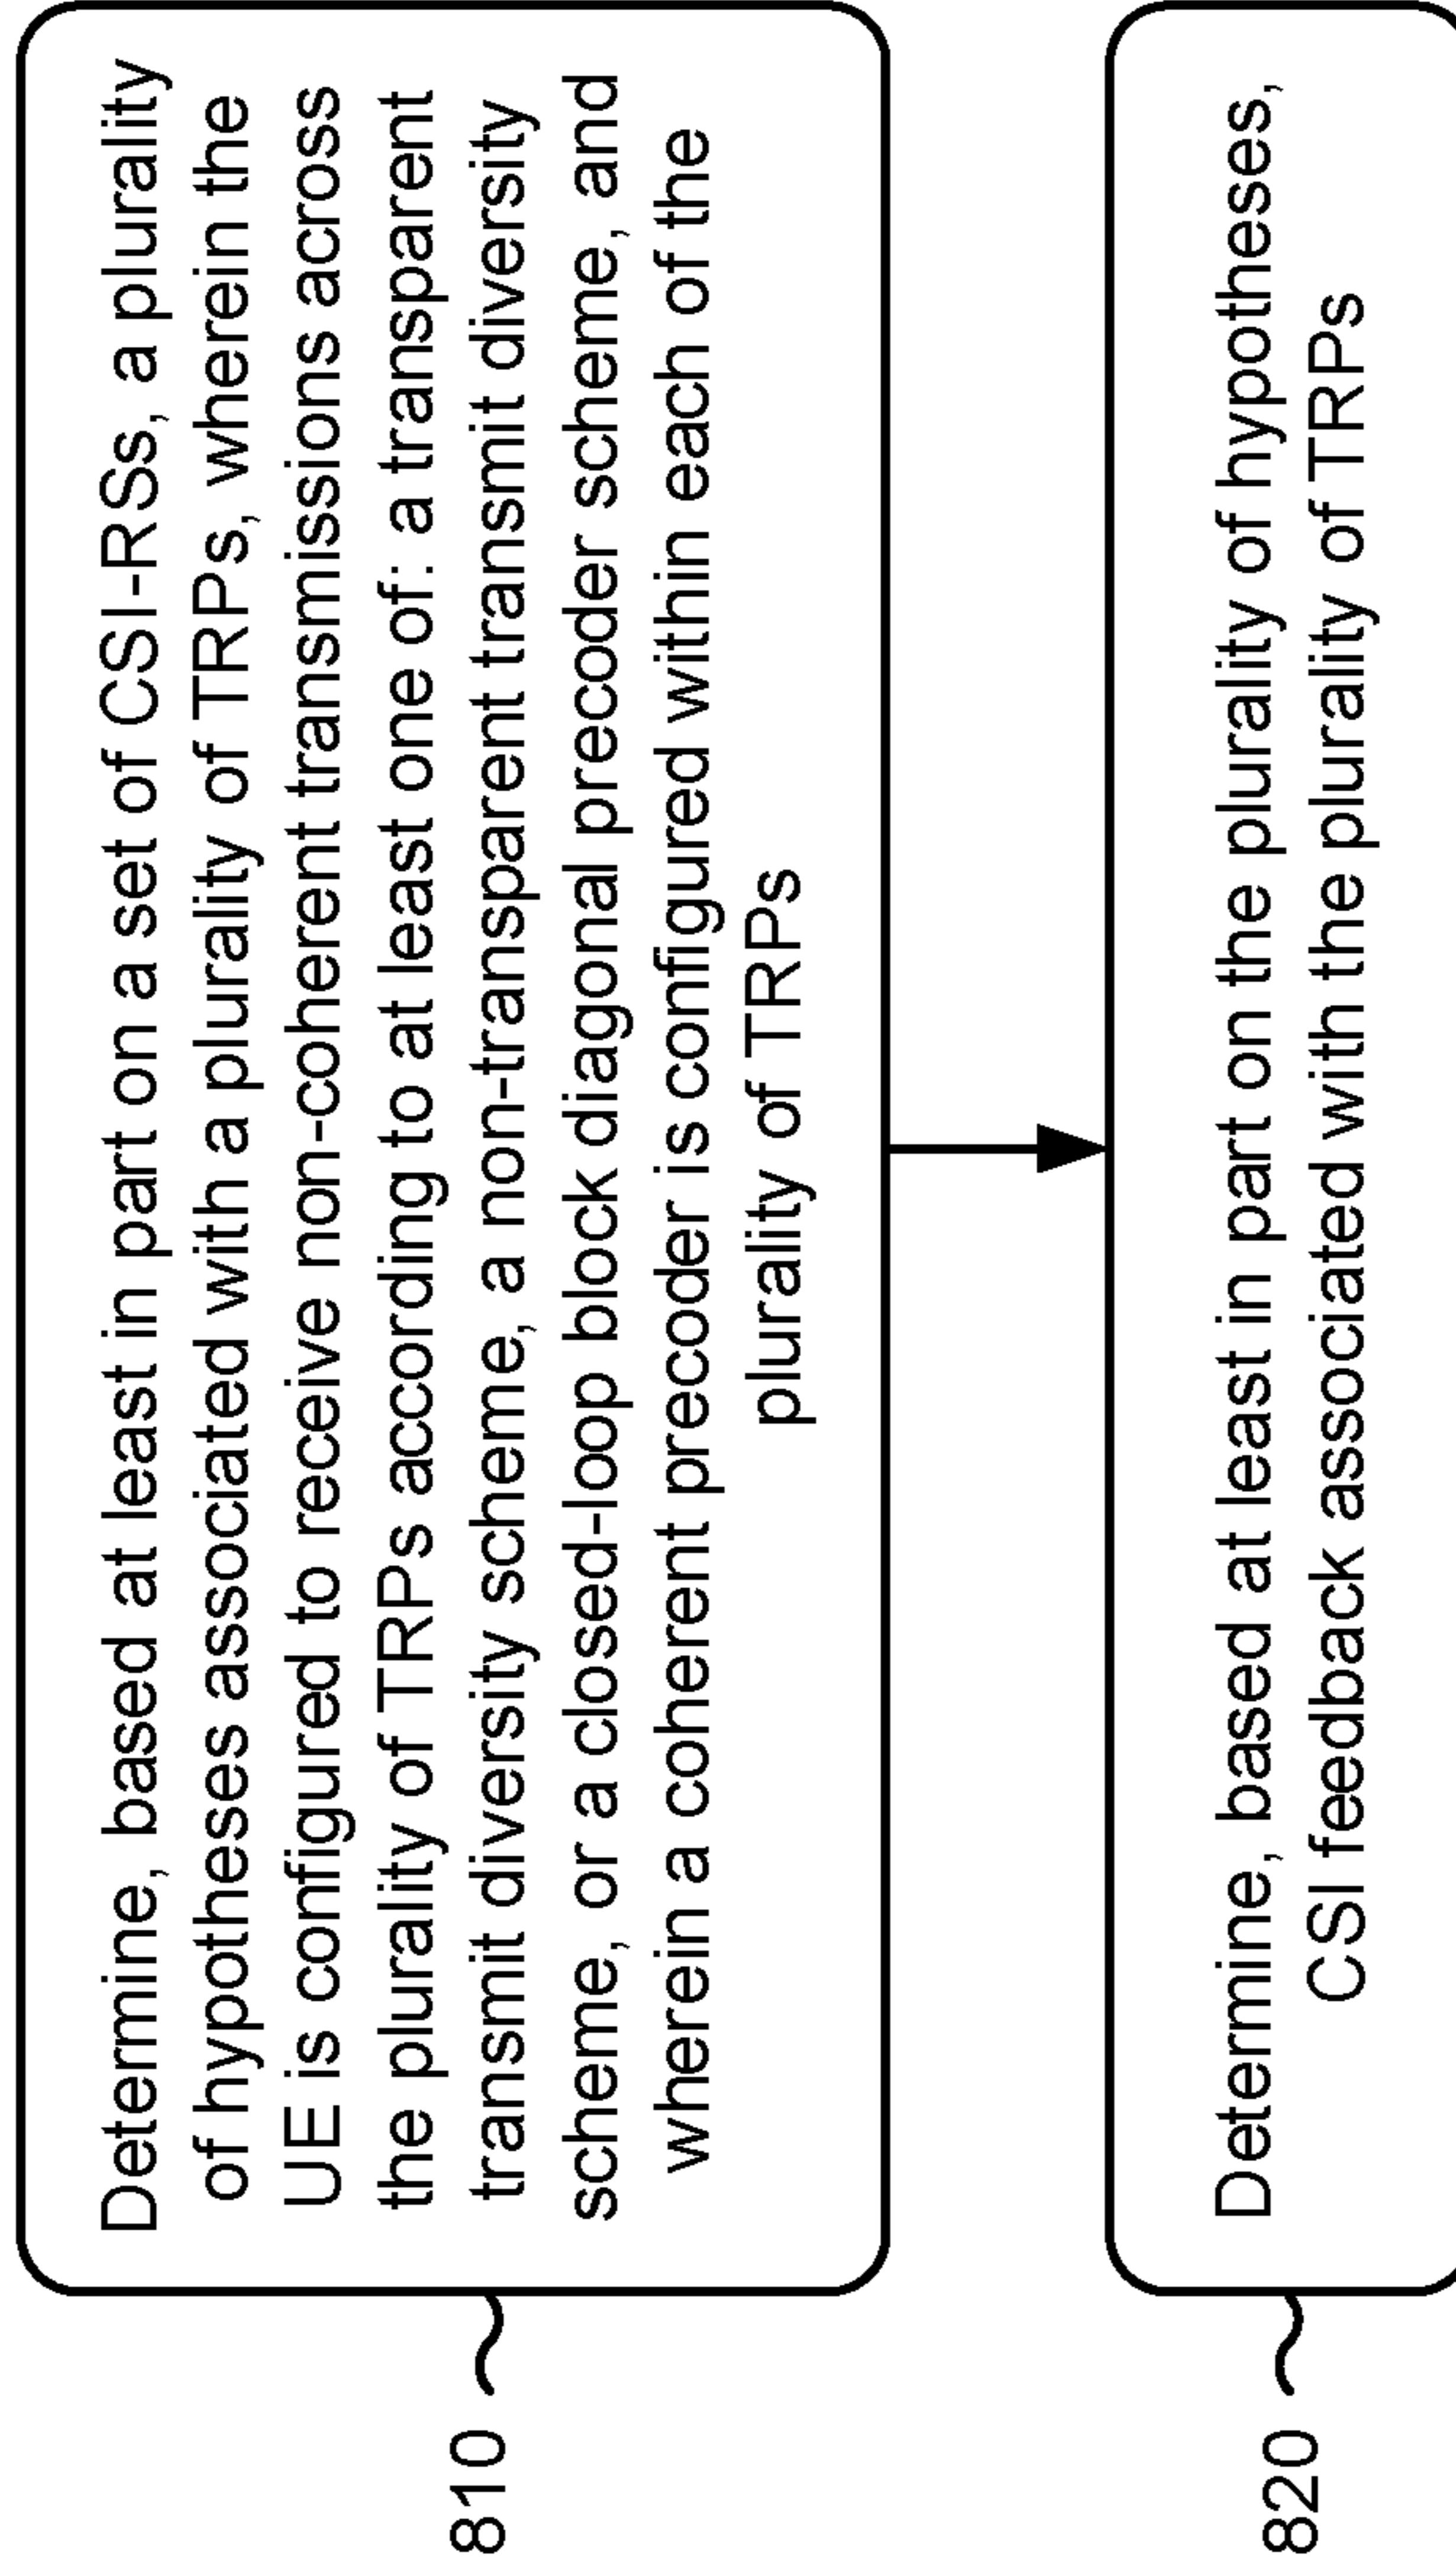 810
Determine, based at least in part on a set of CSI-RSs, a plurality
of hypotheses associated with a plurality of TRPs, wherein the
UE is configured to receive non-coherent transmissions across
the plurality of TRPs according to at least one of: a transparent
transmit diversity scheme, a non-transparent transmit diversity
scheme, or a closed-loop block diagonal precoder scheme, and
wherein a coherent precoder is configured within each of the
plurality of TRPs
820
Determine, based at least in part on the plurality of hypotheses,
CSI feedback associated with the plurality of TRPs